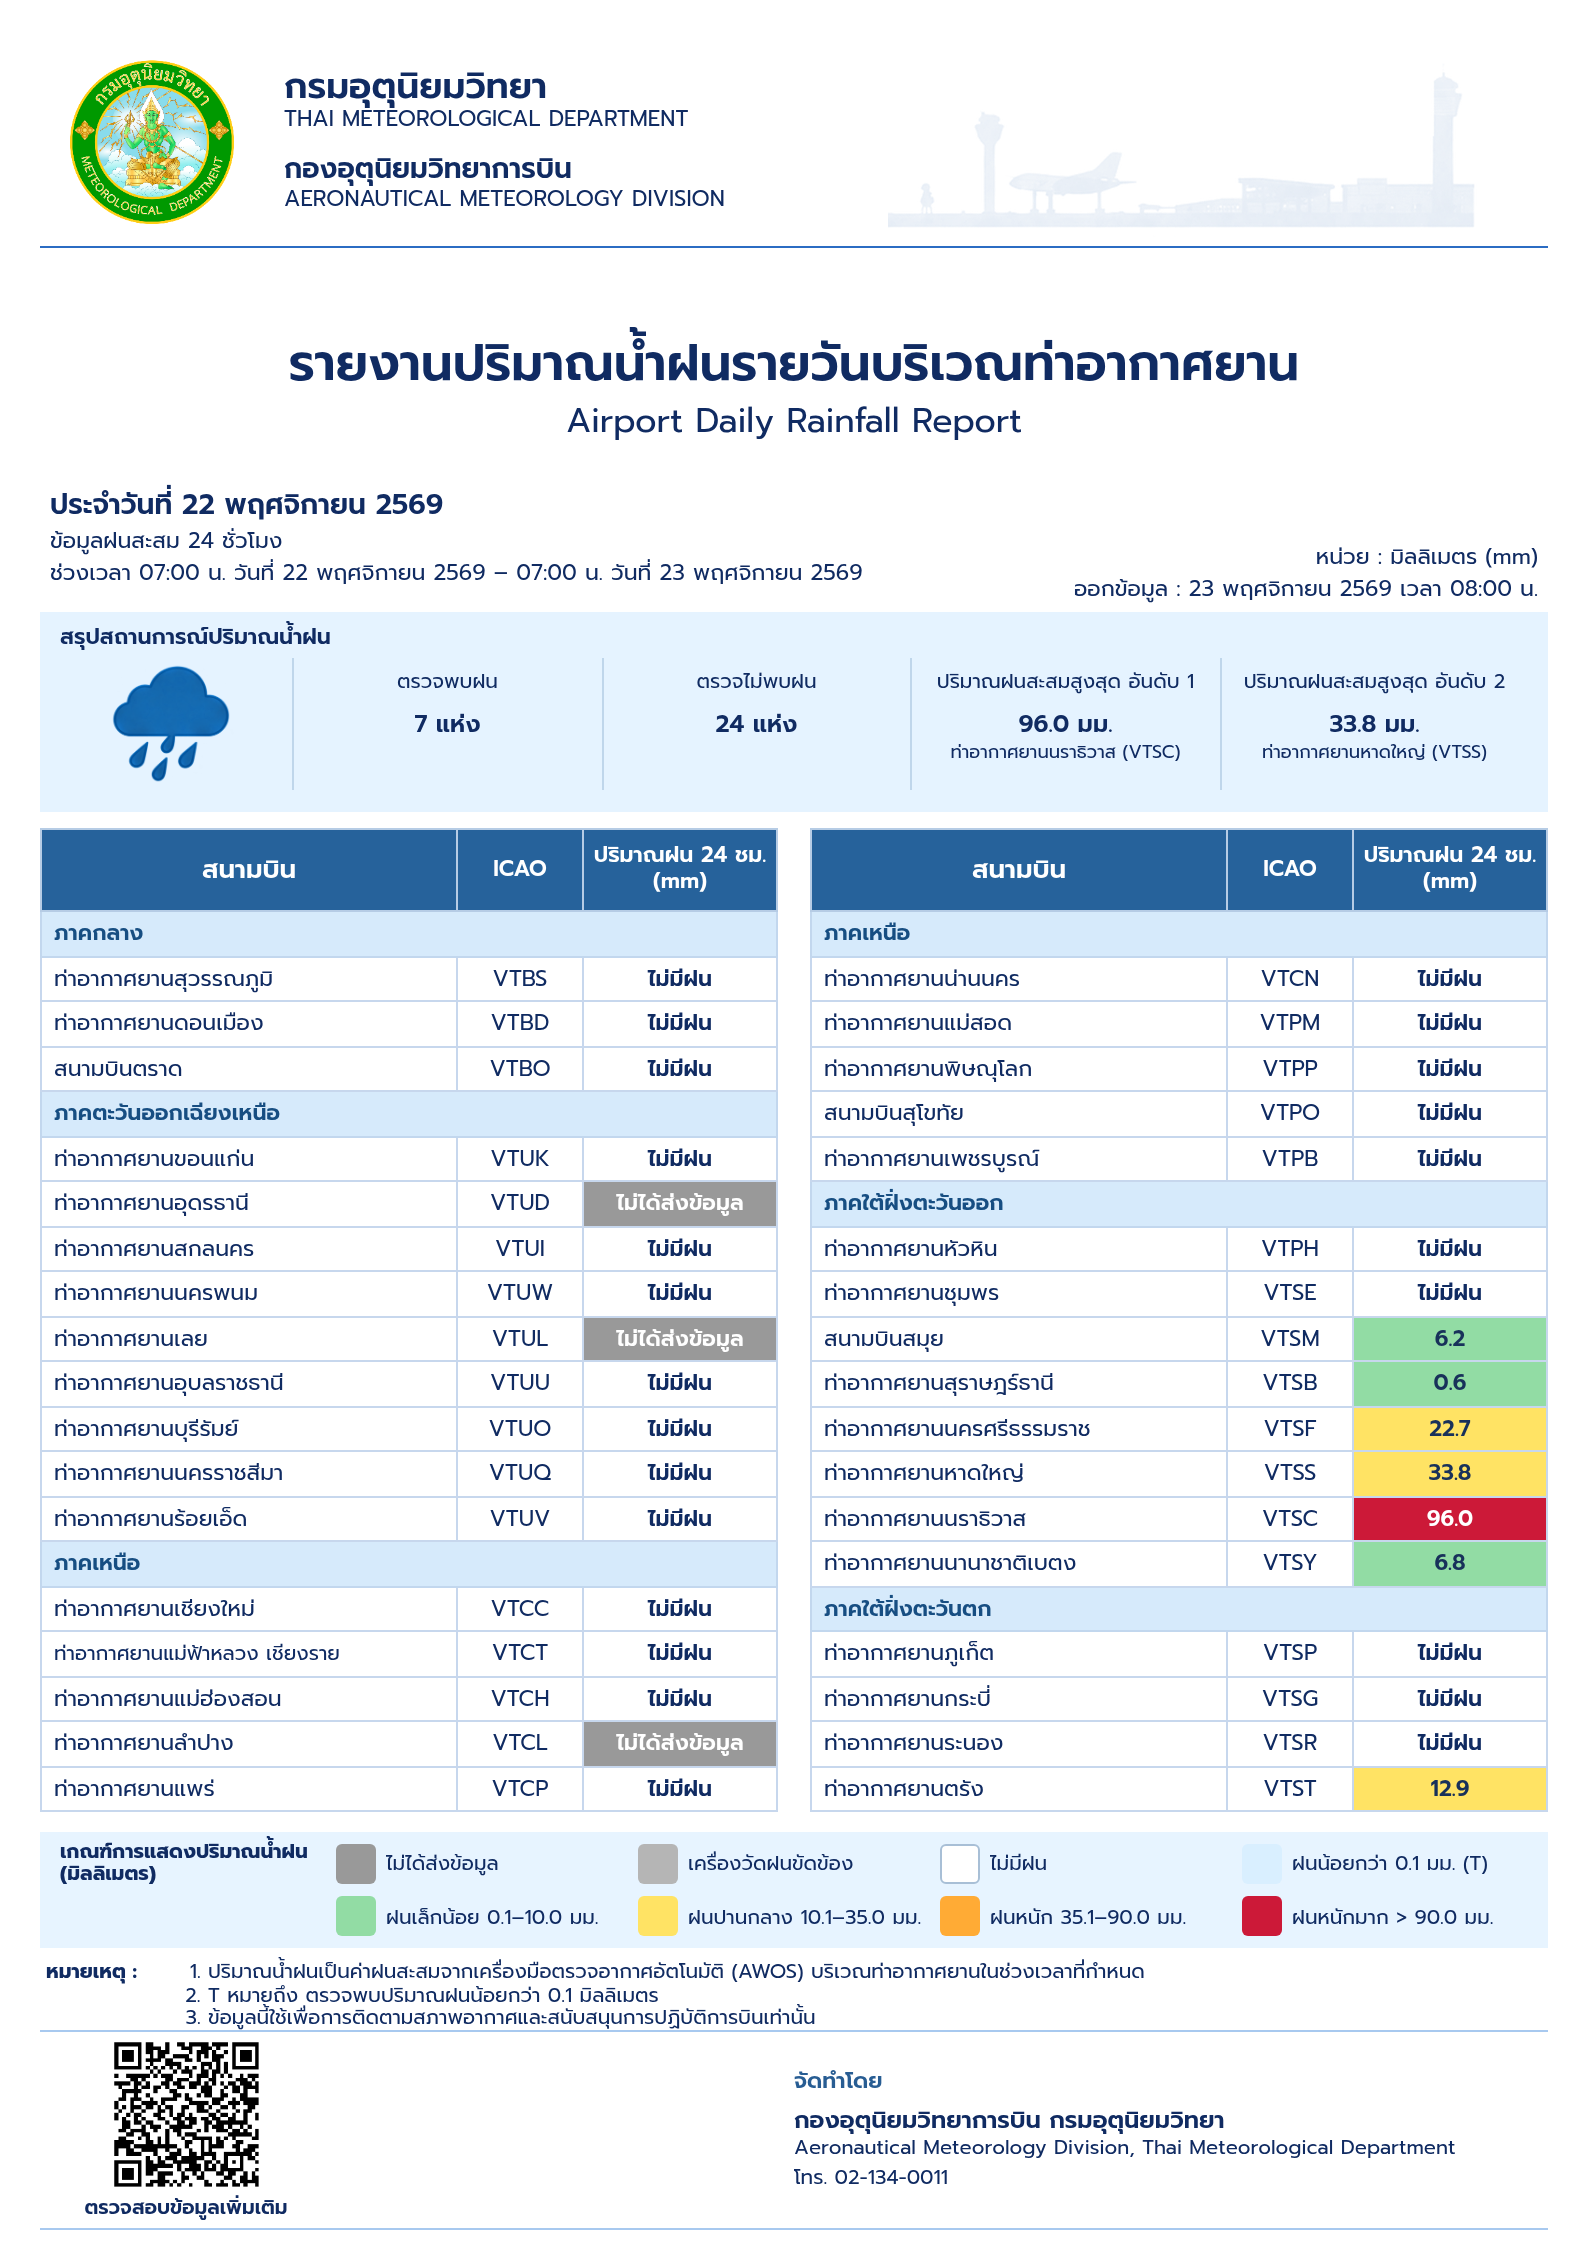 กรมอุตุนิยมวิทยา
METEOROLOGICAL DEPARTMENT
กรมอุตุนิยมวิทยา
THAI METEOROLOGICAL DEPARTMENT
กองอุตุนิยมวิทยาการบิน
AERONAUTICAL METEOROLOGY DIVISION
รายงานปริมาณน้ำฝนรายวันบริเวณท่าอากาศยาน
Airport Daily Rainfall Report
ประจำวันที่ 22 พฤศจิกายน 2569
ข้อมูลฝนสะสม 24 ชั่วโมง
ช่วงเวลา 07:00 น. วันที่ 22 พฤศจิกายน 2569 – 07:00 น. วันที่ 23 พฤศจิกายน 2569
หน่วย : มิลลิเมตร (mm)
ออกข้อมูล : 23 พฤศจิกายน 2569 เวลา 08:00 น.
สรุปสถานการณ์ปริมาณน้ำฝน
ตรวจพบฝน
7 แห่ง
ตรวจไม่พบฝน
24 แห่ง
ปริมาณฝนสะสมสูงสุด อันดับ 1
96.0 มม.
ท่าอากาศยานนราธิวาส (VTSC)
ปริมาณฝนสะสมสูงสุด อันดับ 2
33.8 มม.
ท่าอากาศยานหาดใหญ่ (VTSS)
สนามบิน ICAO ปริมาณฝน 24 ชม. (mm)
ภาคกลาง
ท่าอากาศยานสุวรรณภูมิ VTBS ไม่มีฝน
ท่าอากาศยานดอนเมือง VTBD ไม่มีฝน
สนามบินตราด VTBO ไม่มีฝน
ภาคตะวันออกเฉียงเหนือ
ท่าอากาศยานขอนแก่น VTUK ไม่มีฝน
ท่าอากาศยานอุดรธานี VTUD ไม่ได้ส่งข้อมูล
ท่าอากาศยานสกลนคร VTUI ไม่มีฝน
ท่าอากาศยานนครพนม VTUW ไม่มีฝน
ท่าอากาศยานเลย VTUL ไม่ได้ส่งข้อมูล
ท่าอากาศยานอุบลราชธานี VTUU ไม่มีฝน
ท่าอากาศยานบุรีรัมย์ VTUO ไม่มีฝน
ท่าอากาศยานนครราชสีมา VTUQ ไม่มีฝน
ท่าอากาศยานร้อยเอ็ด VTUV ไม่มีฝน
ภาคเหนือ
ท่าอากาศยานเชียงใหม่ VTCC ไม่มีฝน
ท่าอากาศยานแม่ฟ้าหลวง เชียงราย VTCT ไม่มีฝน
ท่าอากาศยานแม่ฮ่องสอน VTCH ไม่มีฝน
ท่าอากาศยานลำปาง VTCL ไม่ได้ส่งข้อมูล
ท่าอากาศยานแพร่ VTCP ไม่มีฝน
สนามบิน ICAO ปริมาณฝน 24 ชม. (mm)
ภาคเหนือ
ท่าอากาศยานน่านนคร VTCN ไม่มีฝน
ท่าอากาศยานแม่สอด VTPM ไม่มีฝน
ท่าอากาศยานพิษณุโลก VTPP ไม่มีฝน
สนามบินสุโขทัย VTPO ไม่มีฝน
ท่าอากาศยานเพชรบูรณ์ VTPB ไม่มีฝน
ภาคใต้ฝั่งตะวันออก
ท่าอากาศยานหัวหิน VTPH ไม่มีฝน
ท่าอากาศยานชุมพร VTSE ไม่มีฝน
สนามบินสมุย VTSM 6.2
ท่าอากาศยานสุราษฎร์ธานี VTSB 0.6
ท่าอากาศยานนครศรีธรรมราช VTSF 22.7
ท่าอากาศยานหาดใหญ่ VTSS 33.8
ท่าอากาศยานนราธิวาส VTSC 96.0
ท่าอากาศยานนานาชาติเบตง VTSY 6.8
ภาคใต้ฝั่งตะวันตก
ท่าอากาศยานภูเก็ต VTSP ไม่มีฝน
ท่าอากาศยานกระบี่ VTSG ไม่มีฝน
ท่าอากาศยานระนอง VTSR ไม่มีฝน
ท่าอากาศยานตรัง VTST 12.9
เกณฑ์การแสดงปริมาณน้ำฝน
(มิลลิเมตร)
ไม่ได้ส่งข้อมูล เครื่องวัดฝนขัดข้อง ไม่มีฝน ฝนน้อยกว่า 0.1 มม. (T)
ฝนเล็กน้อย 0.1–10.0 มม. ฝนปานกลาง 10.1–35.0 มม. ฝนหนัก 35.1–90.0 มม. ฝนหนักมาก > 90.0 มม.
หมายเหตุ : 1. ปริมาณน้ำฝนเป็นค่าฝนสะสมจากเครื่องมือตรวจอากาศอัตโนมัติ (AWOS) บริเวณท่าอากาศยานในช่วงเวลาที่กำหนด
2. T หมายถึง ตรวจพบปริมาณฝนน้อยกว่า 0.1 มิลลิเมตร
3. ข้อมูลนี้ใช้เพื่อการติดตามสภาพอากาศและสนับสนุนการปฏิบัติการบินเท่านั้น
ตรวจสอบข้อมูลเพิ่มเติม
จัดทำโดย
กองอุตุนิยมวิทยาการบิน กรมอุตุนิยมวิทยา
Aeronautical Meteorology Division, Thai Meteorological Department
โทร. 02-134-0011